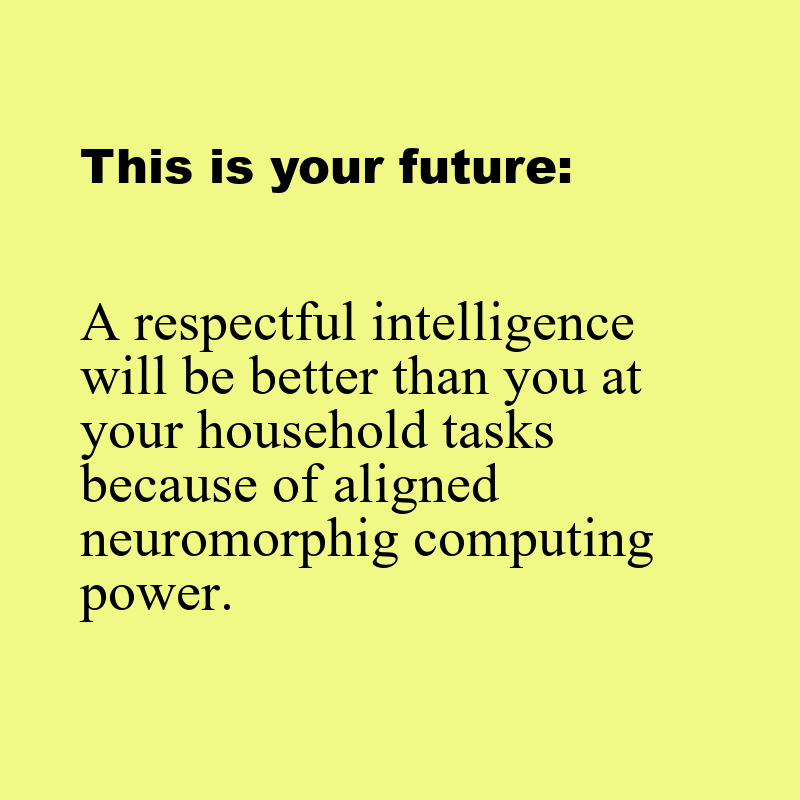 This is your future:
A respectful intelligence
will be better than you at
your household tasks
because of aligned
neuromorphig computing
power.